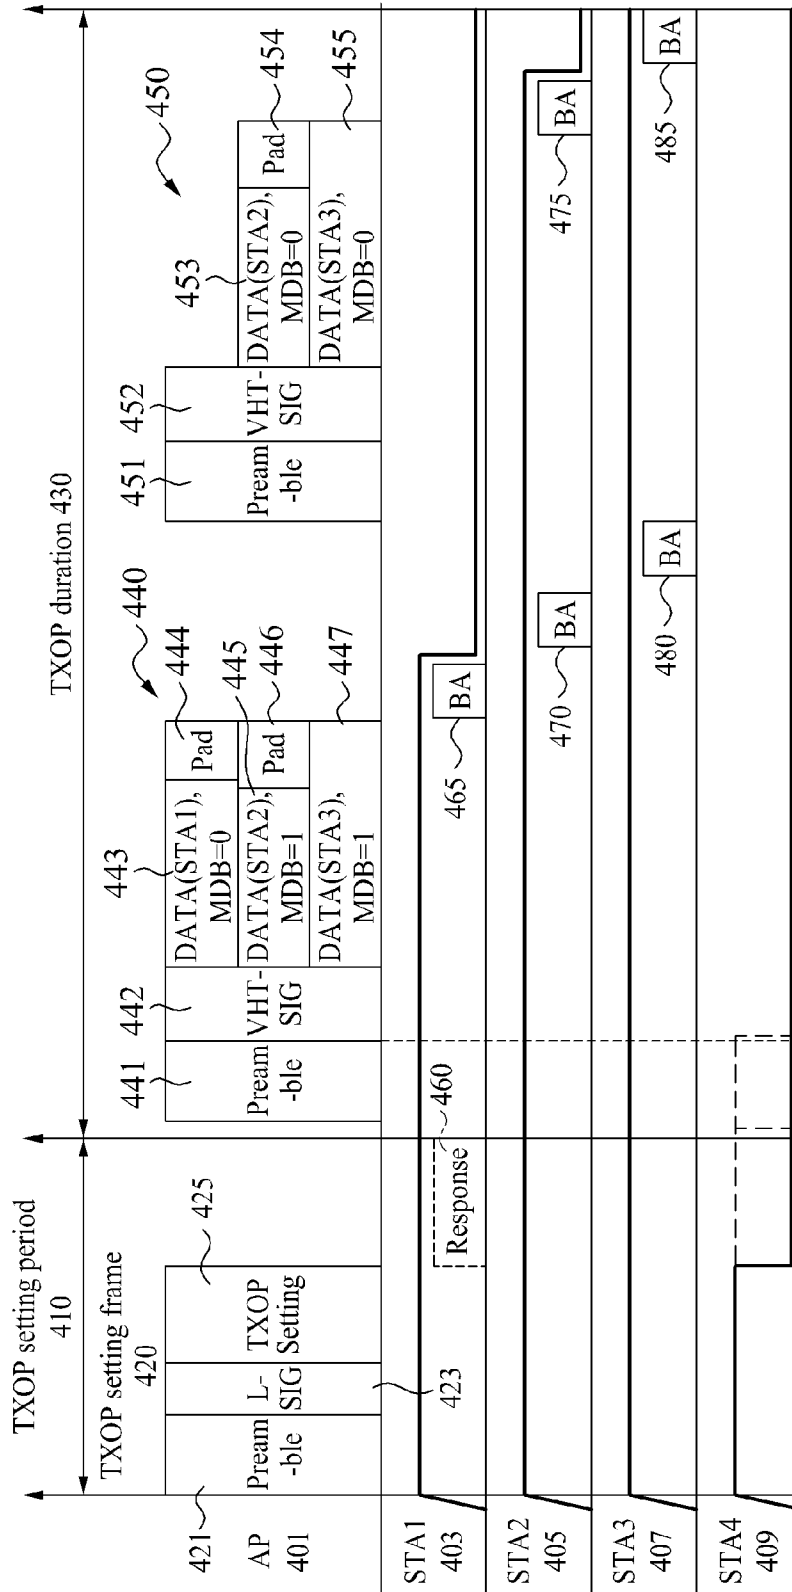 TXOP setting period
410
TXOP duration 430
TXOP setting frame
420
421
425
423
AP
401
Pream
-ble
L-
SIG
TXOP
Setting
440
441
442
443
444
445
446
447
Pream
-ble
VHT-
SIG
DATA(STA1),
MDB=0
Pad
DATA(STA2),
MDB=1
Pad
DATA(STA3),
MDB=1
450
451
452
453
454
455
Pream
-ble
VHT-
SIG
DATA(STA2),
MDB=0
Pad
DATA(STA3),
MDB=0
STA1
403
Response
460
BA
465
STA2
405
BA
470
BA
475
STA3
407
BA
480
BA
485
STA4
409